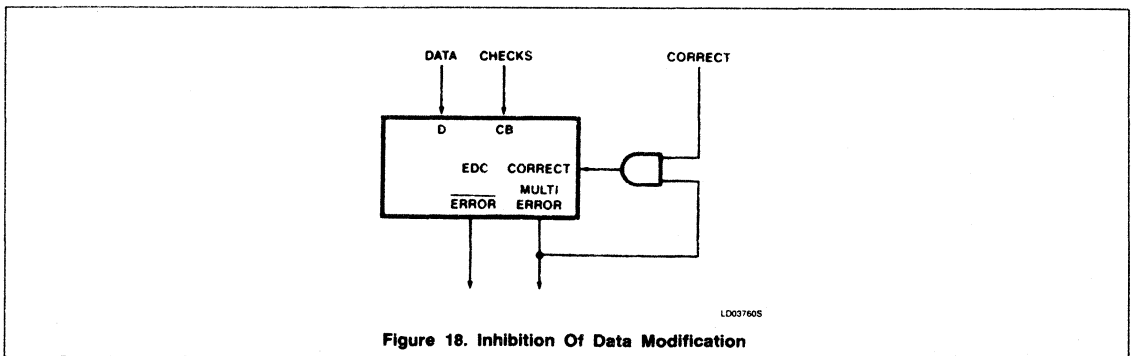 DATA CHECKS CORRECT
D CB
EDC CORRECT
MULTI
ERROR ERROR
LD03760S
Figure 18. Inhibition Of Data Modification